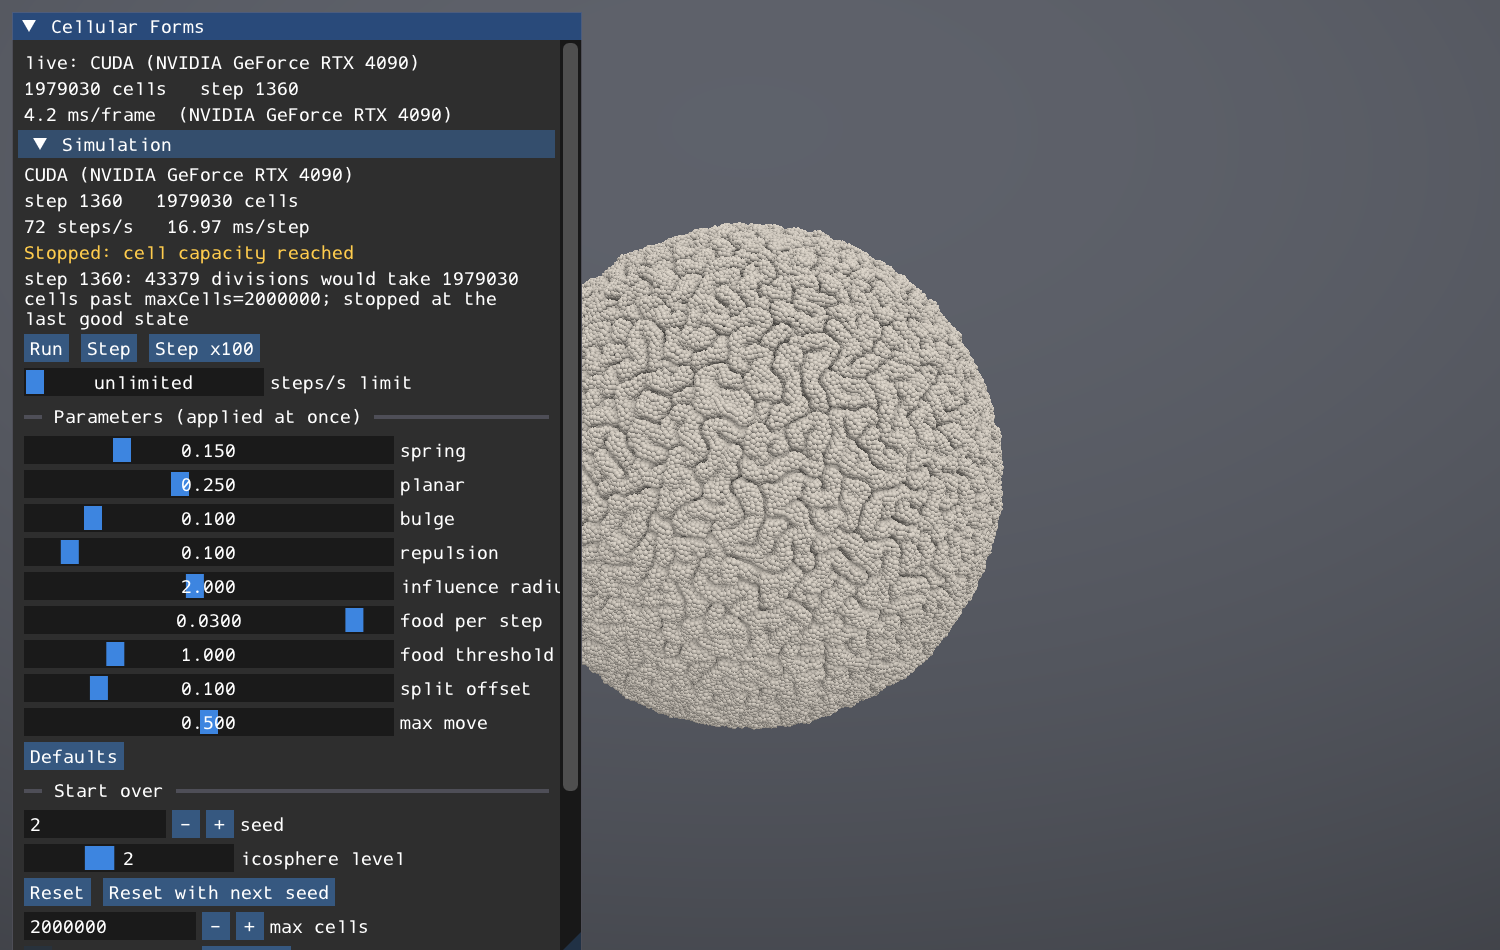 Cellular Forms
live: CUDA (NVIDIA GeForce RTX 4090)
1979030 cells step 1360
4.2 ms/frame (NVIDIA GeForce RTX 4090)
Simulation
CUDA (NVIDIA GeForce RTX 4090)
step 1360 1979030 cells
72 steps/s 16.97 ms/step
Stopped: cell capacity reached
step 1360: 43379 divisions would take 1979030
cells past maxCells=2000000; stopped at the
last good state
Run Step Step x100
unlimited steps/s limit
Parameters (applied at once)
0.150 spring
0.250 planar
0.100 bulge
0.100 repulsion
2.000 influence radiu
0.0300 food per step
1.000 food threshold
0.100 split offset
0.500 max move
Defaults
Start over
2 - + seed
2 icosphere level
Reset Reset with next seed
2000000 - + max cells